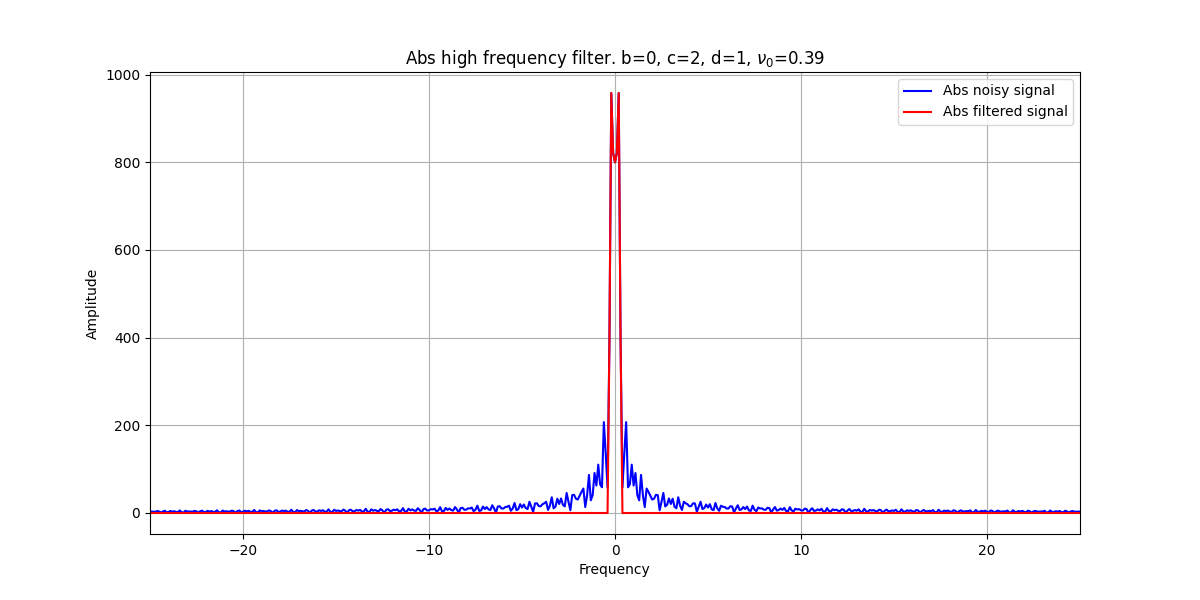 Abs high frequency filter. b=0, c=2, d=1, ν₀=0.39
1000
800
600
400
200
0
Amplitude
Abs noisy signal
Abs filtered signal
−20
−10
0
10
20
Frequency